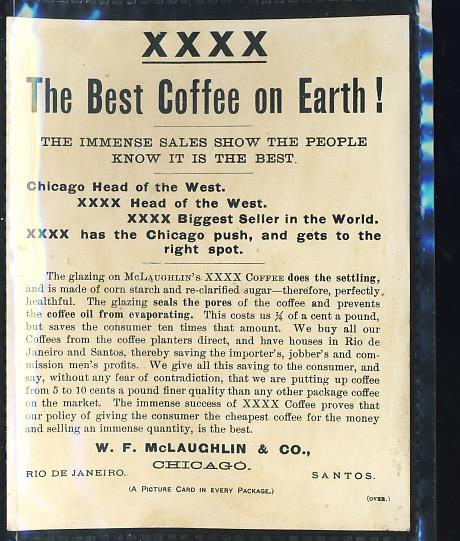 XXXX
The Best Coffee on Earth!
THE IMMENSE SALES SHOW THE PEOPLE
KNOW IT IS THE BEST.
Chicago Head of the West.
XXXX Head of the West.
XXXX Biggest Seller in the World.
XXXX has the Chicago push, and gets to the
right spot.
The glazing on McLaughlin's XXXX Coffee does the settling,
and is made of corn starch and re-clarified sugar—therefore, perfectly
healthful. The glazing seals the pores of the coffee and prevents
the coffee oil from evaporating. This costs us ¾ of a cent a pound,
but saves the consumer ten times that amount. We buy all our
Coffees from the coffee planters direct, and have houses in Rio de
Janeiro and Santos, thereby saving the importer's, jobber's and com-
mission men's profits. We give all this saving to the consumer, and
say, without any fear of contradiction, that we are putting up coffee
from 5 to 10 cents a pound finer quality than any other package coffee
on the market. The immense success of XXXX Coffee proves that
our policy of giving the consumer the cheapest coffee for the money
and selling an immense quantity, is the best.
W. F. McLAUGHLIN & CO.,
CHICAGO.
RIO DE JANEIRO. SANTOS.
(A Picture Card in every Package.)
(OVER.)